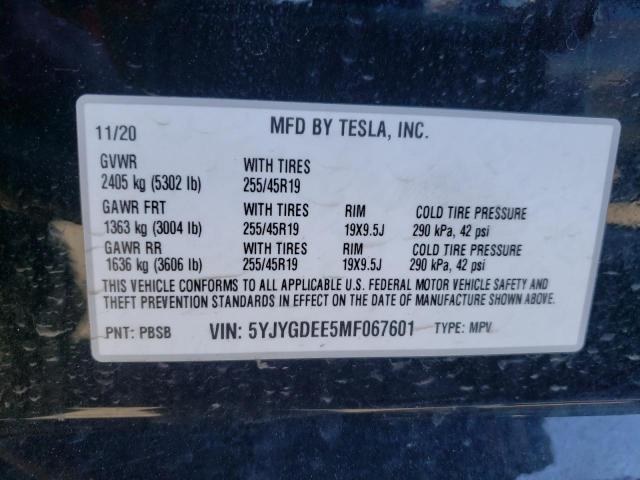 11/20 MFD BY TESLA, INC.
GVWR WITH TIRES
2405 kg (5302 lb) 255/45R19
GAWR FRT WITH TIRES RIM COLD TIRE PRESSURE
1363 kg (3004 lb) 255/45R19 19X9.5J 290 kPa, 42 psi
GAWR RR WITH TIRES RIM COLD TIRE PRESSURE
1636 kg (3606 lb) 255/45R19 19X9.5J 290 kPa, 42 psi
THIS VEHICLE CONFORMS TO ALL APPLICABLE U.S. FEDERAL MOTOR VEHICLE SAFETY AND
THEFT PREVENTION STANDARDS IN EFFECT ON THE DATE OF MANUFACTURE SHOWN ABOVE.
PNT: PBSB VIN: 5YJYGDEE5MF067601 TYPE: MPV